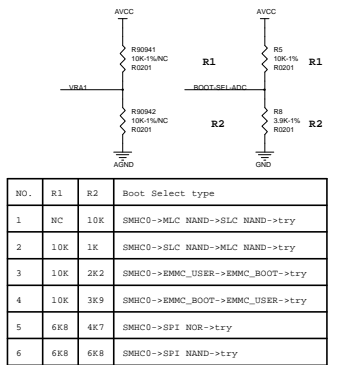 AVCC
AVCC
R90941
10K-1%/NC
R0201
R1
R5
10K-1%
R0201
R1
VRA1
BOOT-SEL-ADC
R90942
10K-1%/NC
R0201
R2
R8
3.9K-1%
R0201
R2
AGND
GND
NO. R1 R2 Boot Select type
1 NC 10K SMHC0->MLC NAND->SLC NAND->try
2 10K 1K SMHC0->SLC NAND->MLC NAND->try
3 10K 2K2 SMHC0->EMMC_USER->EMMC_BOOT->try
4 10K 3K9 SMHC0->EMMC_BOOT->EMMC_USER->try
5 6K8 4K7 SMHC0->SPI NOR->try
6 6K8 6K8 SMHC0->SPI NAND->try